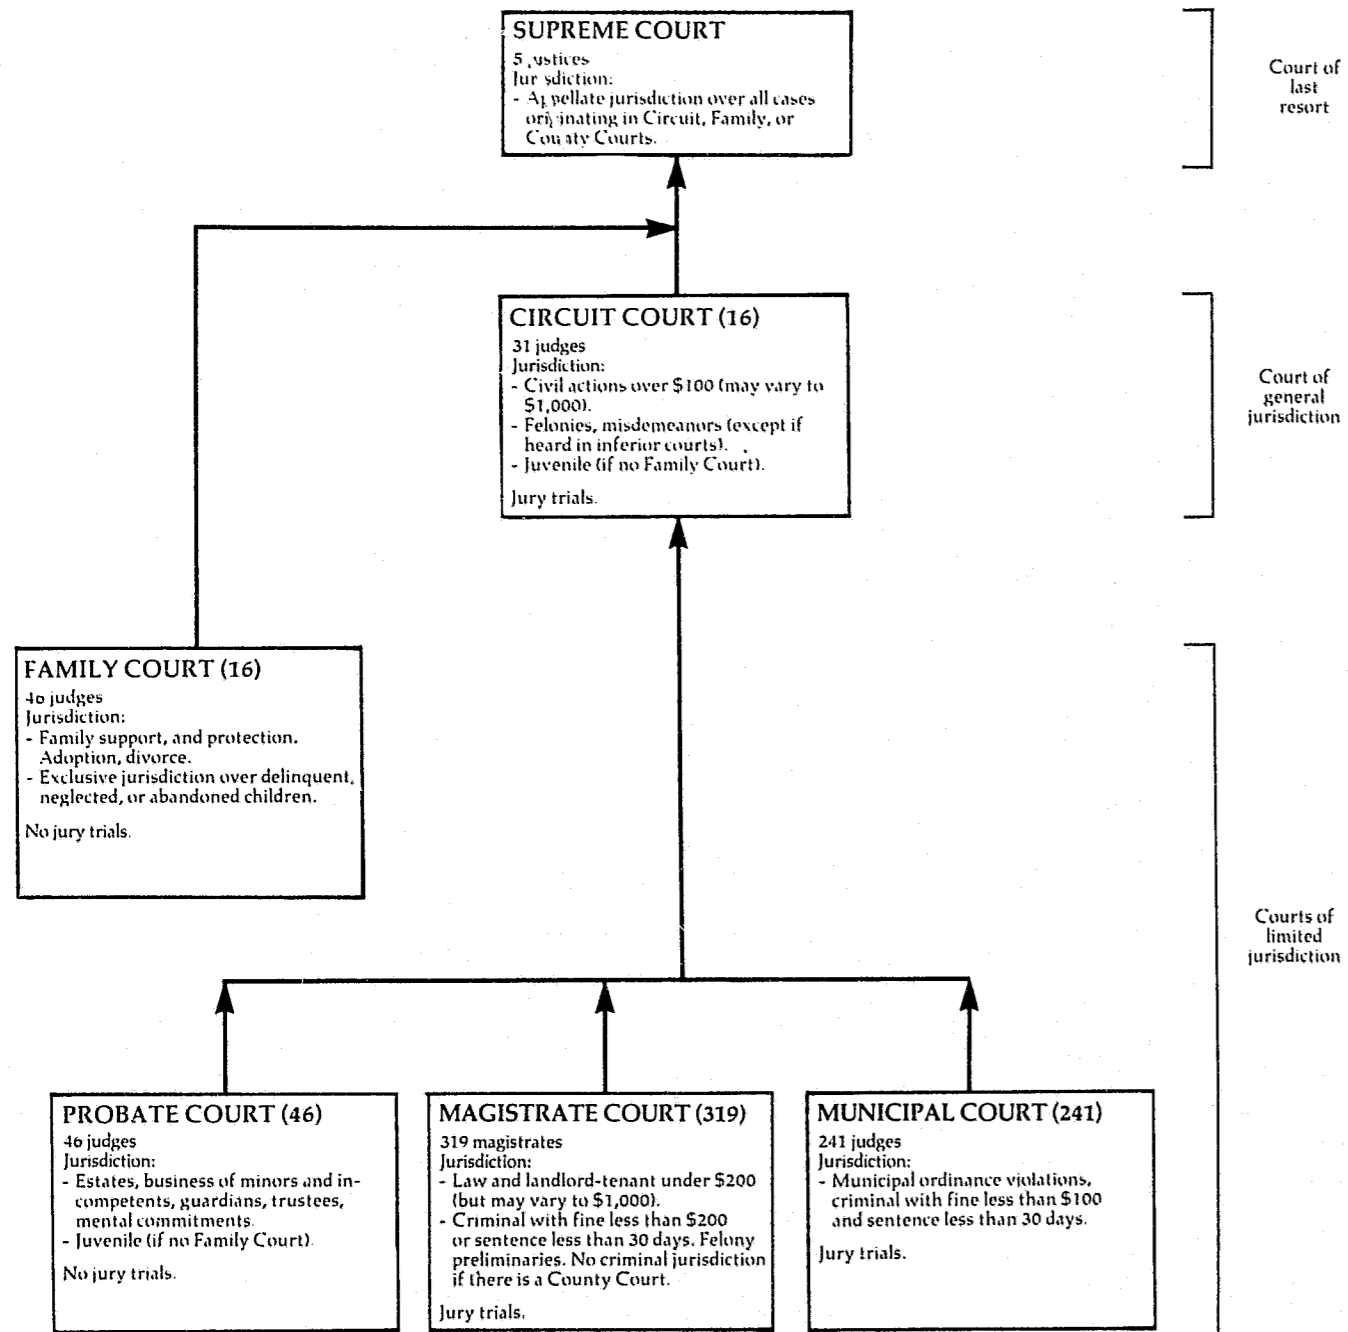 SUPREME COURT
5 justices
Jurisdiction:
- Appellate jurisdiction over all cases
originating in Circuit, Family, or
County Courts.
Court of
last
resort
CIRCUIT COURT (16)
31 judges
Jurisdiction:
- Civil actions over $100 (may vary to
$1,000).
- Felonies, misdemeanors (except if
heard in inferior courts).
- Juvenile (if no Family Court).
Jury trials.
Court of
general
jurisdiction
FAMILY COURT (16)
46 judges
Jurisdiction:
- Family support, and protection.
Adoption, divorce.
- Exclusive jurisdiction over delinquent,
neglected, or abandoned children.
No jury trials.
Courts of
limited
jurisdiction
PROBATE COURT (46)
46 judges
Jurisdiction:
- Estates, business of minors and in-
competents, guardians, trustees,
mental commitments.
- Juvenile (if no Family Court).
No jury trials.
MAGISTRATE COURT (319)
319 magistrates
Jurisdiction:
- Law and landlord-tenant under $200
(but may vary to $1,000).
- Criminal with fine less than $200
or sentence less than 30 days. Felony
preliminaries. No criminal jurisdiction
if there is a County Court.
Jury trials.
MUNICIPAL COURT (241)
241 judges
Jurisdiction:
- Municipal ordinance violations,
criminal with fine less than $100
and sentence less than 30 days.
Jury trials.